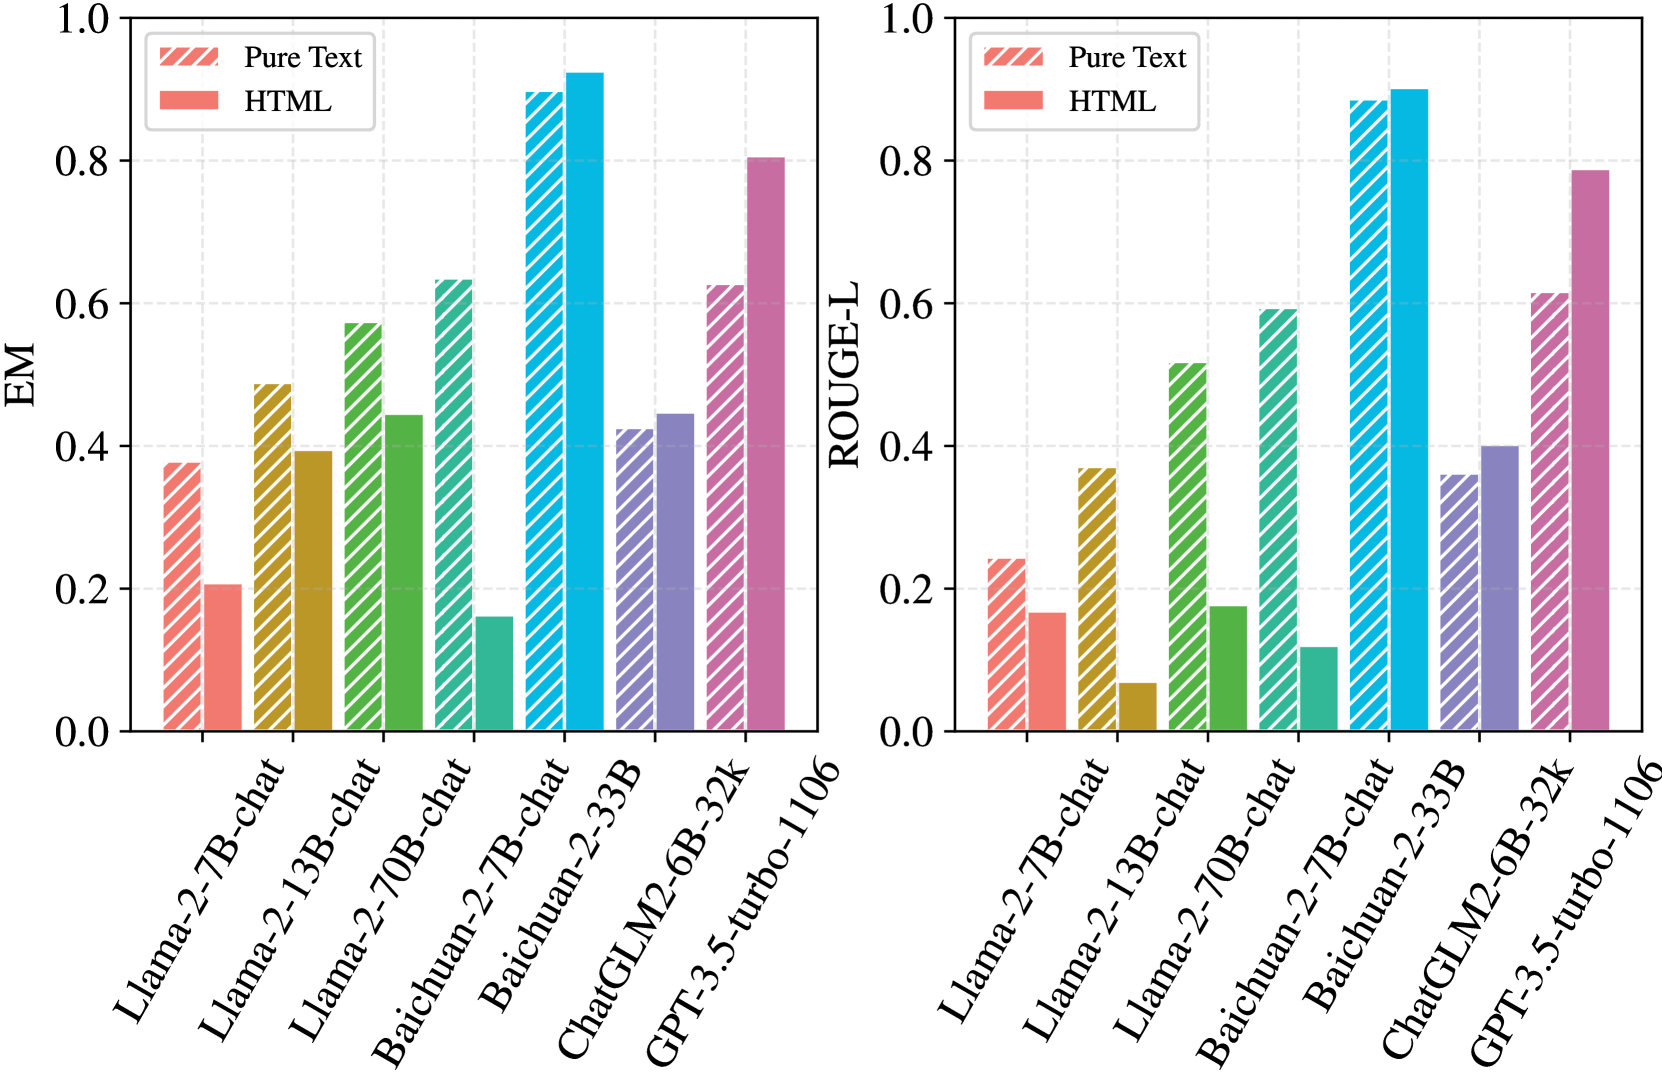 EM
1.0
0.8
0.6
0.4
0.2
0.0
Pure Text
HTML
Llama-2-7B-chat
Llama-2-13B-chat
Llama-2-70B-chat
Baichuan-2-7B-chat
Baichuan-2-33B
ChatGLM2-6B-32k
GPT-3.5-turbo-1106
ROUGE-L
1.0
0.8
0.6
0.4
0.2
0.0
Pure Text
HTML
Llama-2-7B-chat
Llama-2-13B-chat
Llama-2-70B-chat
Baichuan-2-7B-chat
Baichuan-2-33B
ChatGLM2-6B-32k
GPT-3.5-turbo-1106